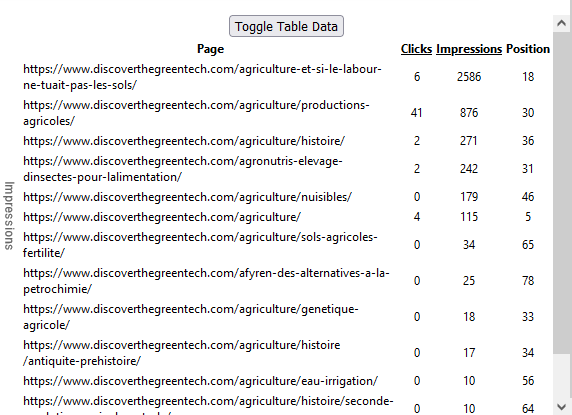 Toggle Table Data
Page Clicks Impressions Position
https://www.discoverthegreentech.com/agriculture-et-si-le-labour-
ne-tuait-pas-les-sols/ 6 2586 18
https://www.discoverthegreentech.com/agriculture/productions-
agricoles/ 41 876 30
https://www.discoverthegreentech.com/agriculture/histoire/ 2 271 36
https://www.discoverthegreentech.com/agronutris-elevage-
dinsectes-pour-lalimentation/ 2 242 31
https://www.discoverthegreentech.com/agriculture/nuisibles/ 0 179 46
https://www.discoverthegreentech.com/agriculture/ 4 115 5
https://www.discoverthegreentech.com/agriculture/sols-agricoles-
fertilite/ 0 34 65
https://www.discoverthegreentech.com/afyren-des-alternatives-a-la-
petrochimie/ 0 25 78
https://www.discoverthegreentech.com/agriculture/genetique-
agricole/ 0 18 33
https://www.discoverthegreentech.com/agriculture/histoire
/antiquite-prehistoire/ 0 17 34
https://www.discoverthegreentech.com/agriculture/eau-irrigation/ 0 10 56
https://www.discoverthegreentech.com/agriculture/histoire/seconde- 0 10 64
Impressions